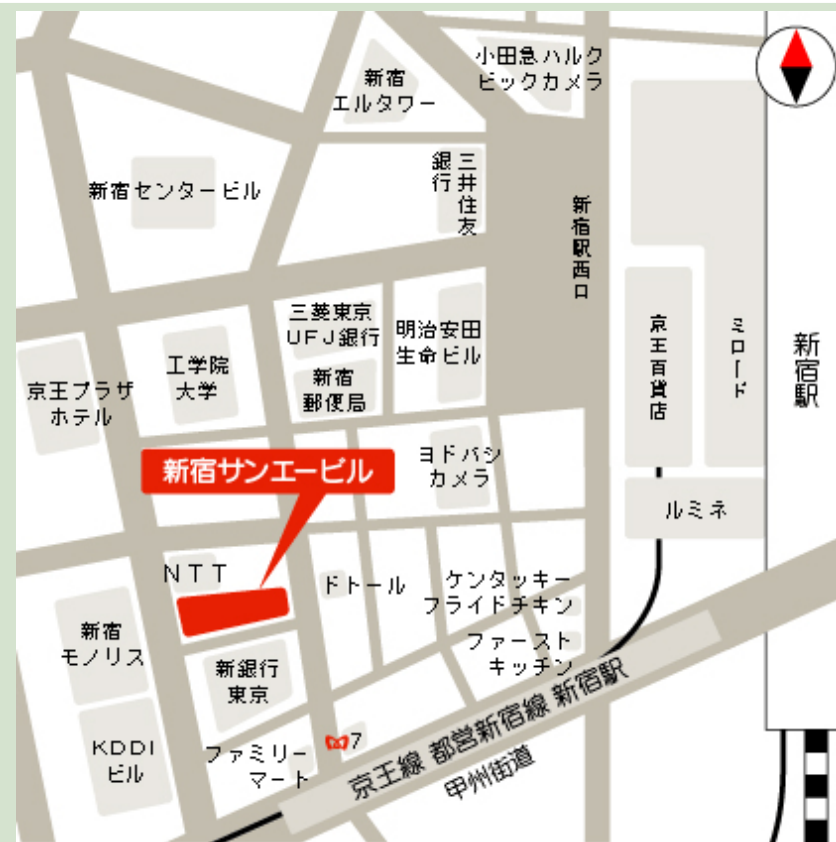 小田急ハルク
ビックカメラ
新宿
エルタワー
三井住友
銀行
新宿センタービル
新宿駅西口
三菱東京
UFJ銀行
明治安田
生命ビル
京王百貨店
ミロード
新宿駅
工学院
大学
新宿
郵便局
京王プラザ
ホテル
ヨドバシ
カメラ
新宿サンエービル
ルミネ
NTT
ドトール
ケンタッキー
フライドチキン
新宿
モノリス
ファースト
キッチン
新銀行
東京
京王線 都営新宿線 新宿駅
甲州街道
7
KDDI
ビル
ファミリー
マート